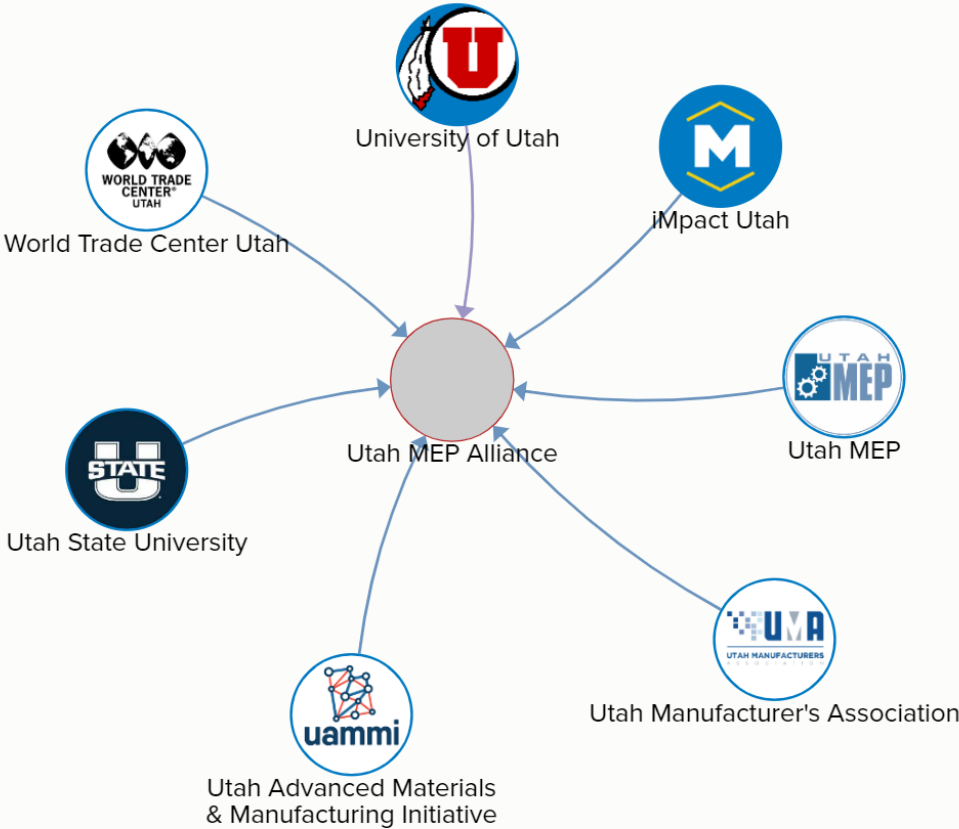 U
University of Utah
M
iMpact Utah
WORLD TRADE
CENTER®
UTAH
World Trade Center Utah
UTAH
MEP
Utah MEP
Utah MEP Alliance
U
STATE
Utah State University
UMA
UTAH MANUFACTURERS
ASSOCIATION
Utah Manufacturer's Association
uammi
Utah Advanced Materials
& Manufacturing Initiative